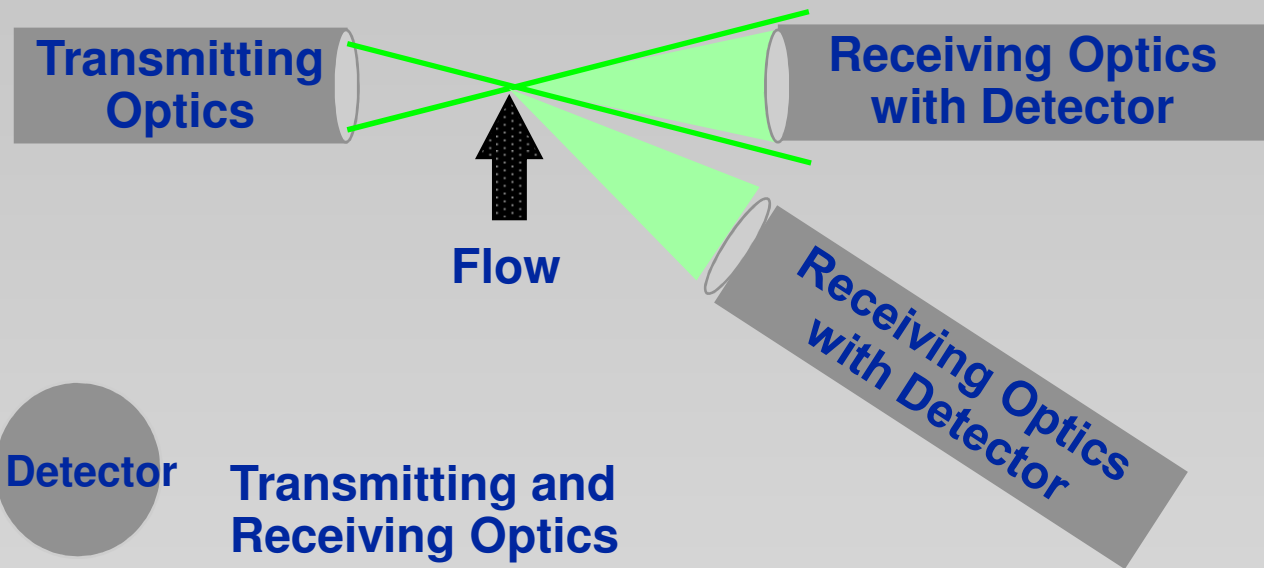 Transmitting
Optics
Receiving Optics
with Detector
Flow
Receiving Optics
with Detector
Detector
Transmitting and
Receiving Optics